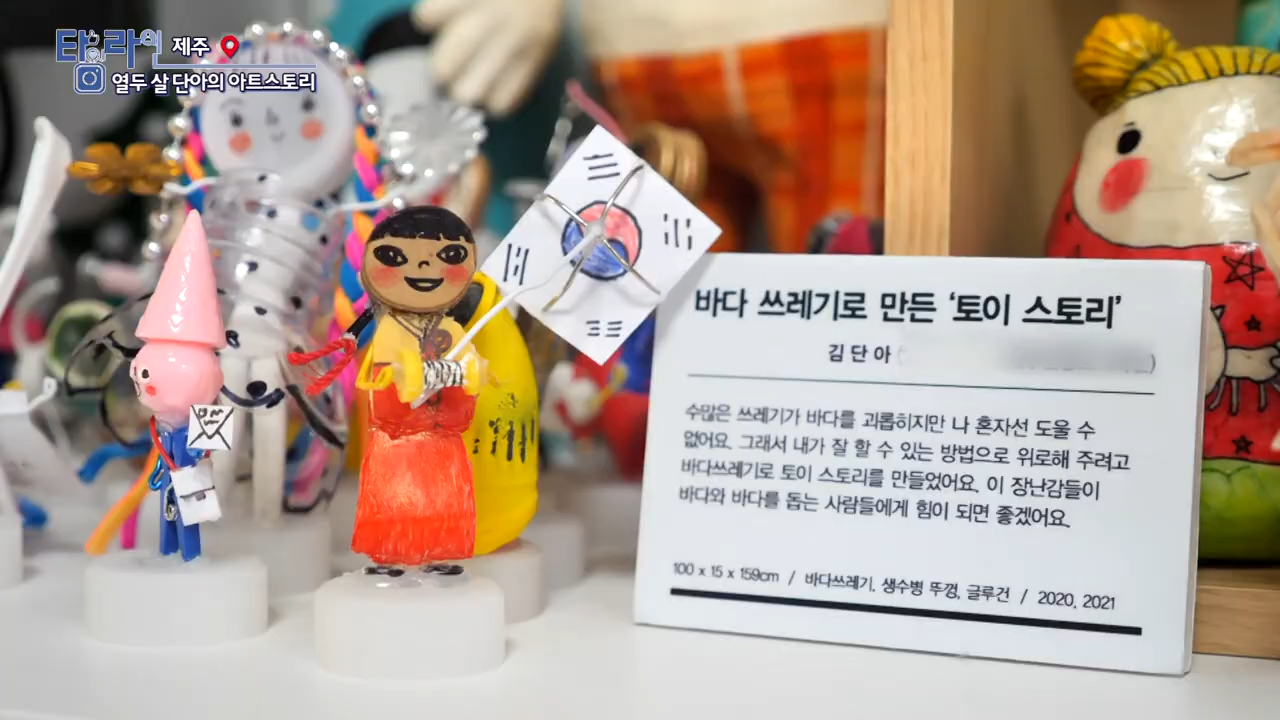 탐라인 제주
열두 살 단아의 아트스토리
바다 쓰레기로 만든 '토이 스토리'
김 단 아 (
수많은 쓰레기가 바다를 괴롭히지만 나 혼자선 도울 수
없어요. 그래서 내가 잘 할 수 있는 방법으로 위로해 주려고
바다쓰레기로 토이 스토리를 만들었어요. 이 장난감들이
바다와 바다를 돕는 사람들에게 힘이 되면 좋겠어요.
100 x 15 x 159cm / 바다쓰레기, 생수병 뚜껑, 글루건 / 2020, 2021